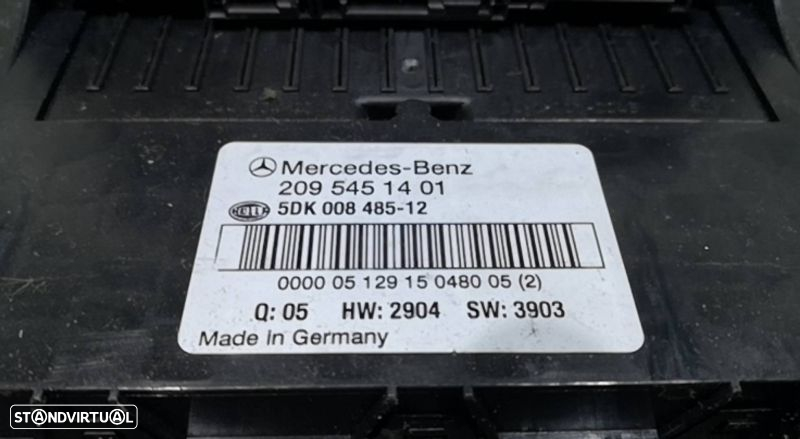 Mercedes-Benz
209 545 14 01
HELLA 5DK 008 485-12
0000 05 129 15 0480 05 (2)
Q: 05 HW: 2904 SW: 3903
Made in Germany
STANDVIRTUAL